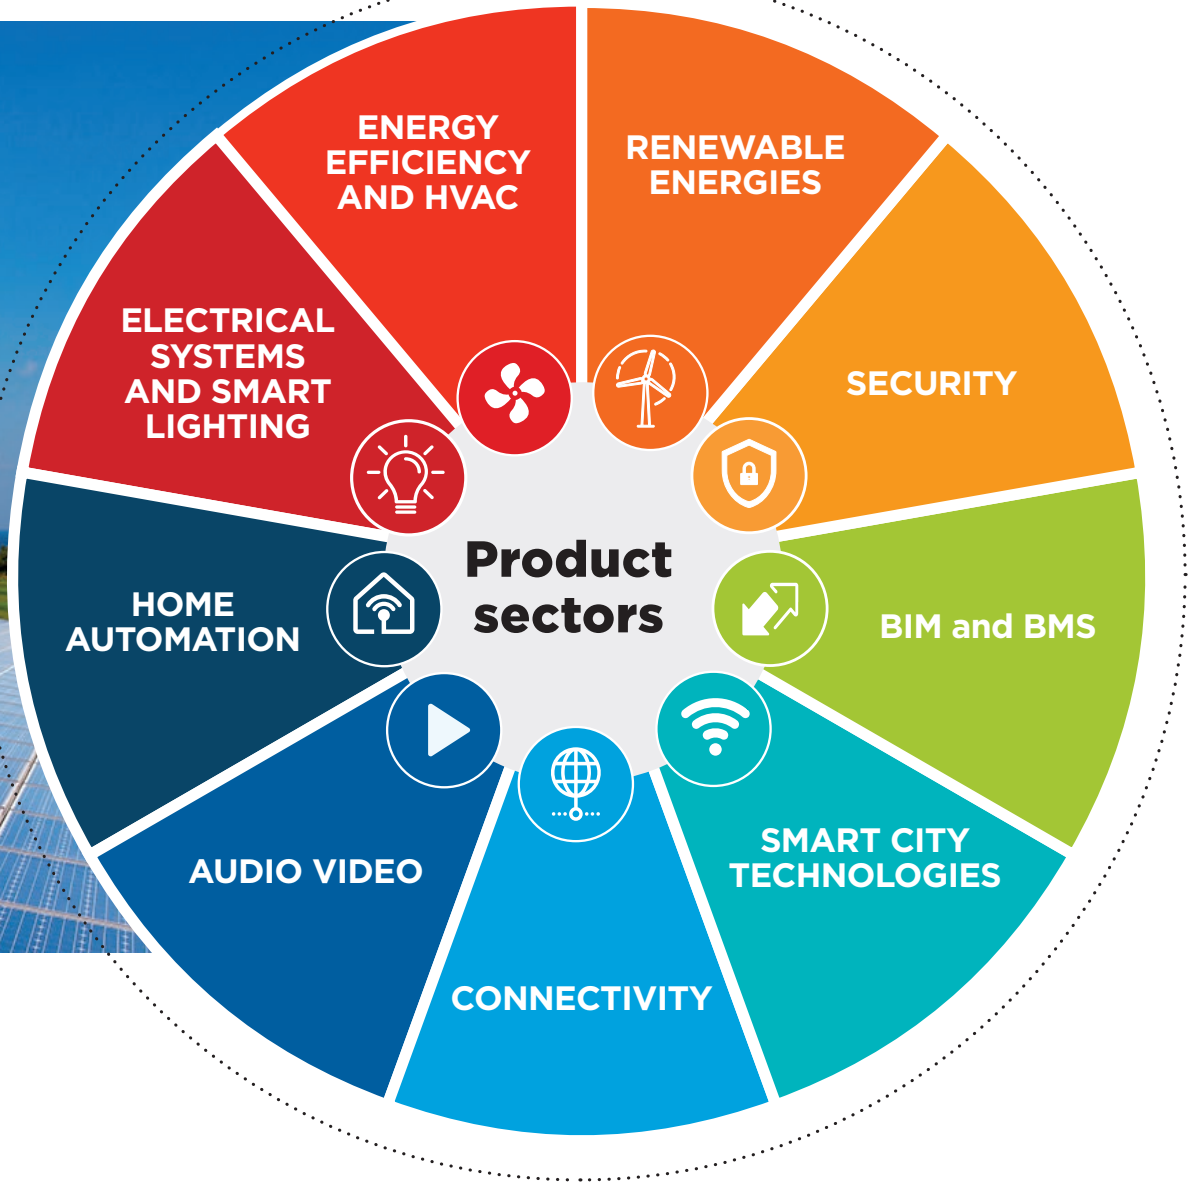 ENERGY
EFFICIENCY
AND HVAC
RENEWABLE
ENERGIES
SECURITY
BIM and BMS
SMART CITY
TECHNOLOGIES
CONNECTIVITY
AUDIO VIDEO
HOME
AUTOMATION
ELECTRICAL
SYSTEMS
AND SMART
LIGHTING
Product
sectors